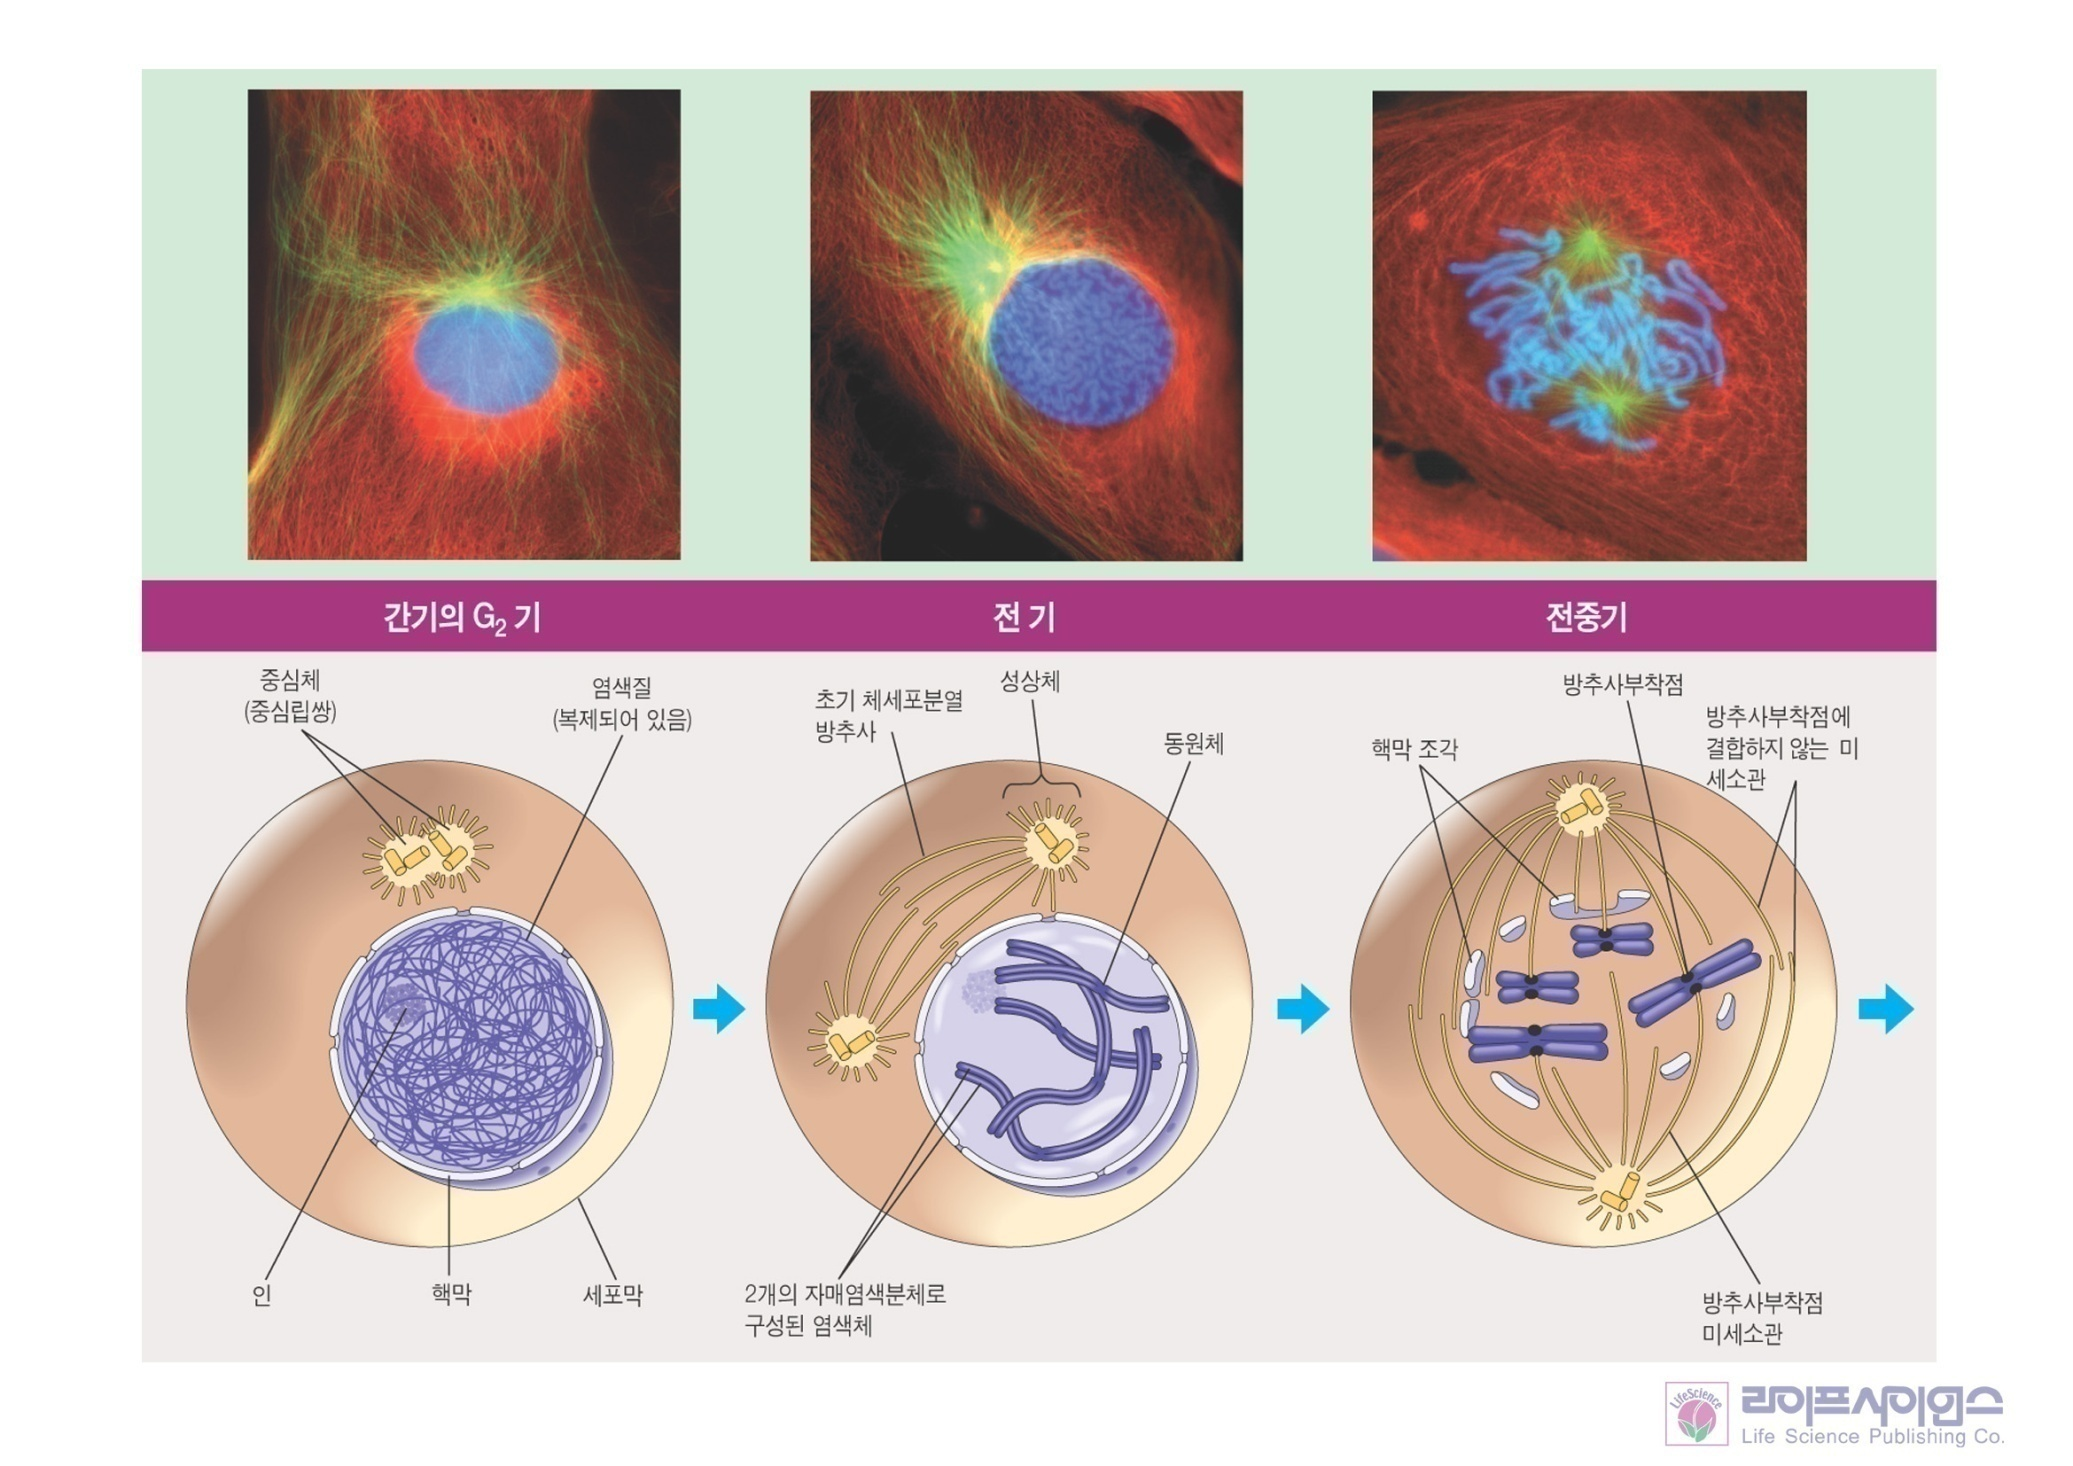 간기의 G₂ 기
전 기
전중기
중심체
(중심립쌍)
염색질
(복제되어 있음)
인
핵막
세포막
초기 체세포분열
방추사
성상체
동원체
2개의 자매염색분체로
구성된 염색체
핵막 조각
방추사부착점
방추사부착점에
결합하지 않는 미
세소관
방추사부착점
미세소관
LifeScience
라이프사이언스
Life Science Publishing Co.